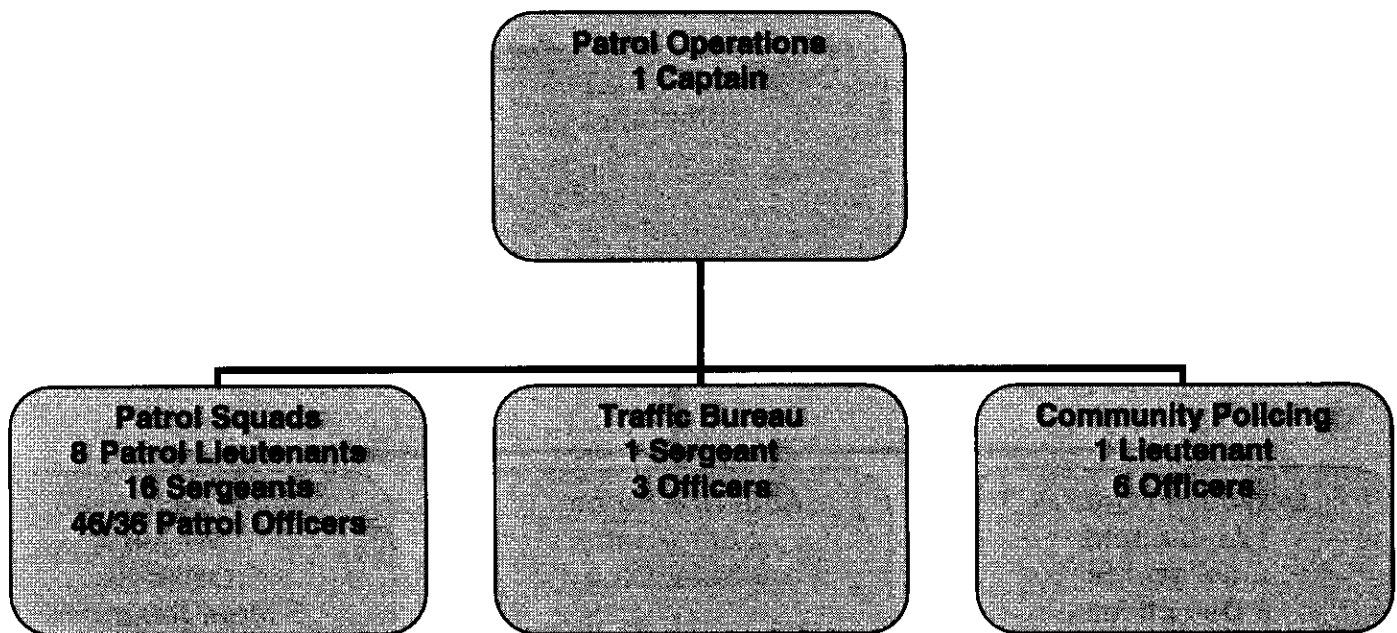 Patrol Operations
1 Captain
Patrol Squads
8 Patrol Lieutenants
16 Sergeants
46/36 Patrol Officers
Traffic Bureau
1 Sergeant
3 Officers
Community Policing
1 Lieutenant
6 Officers